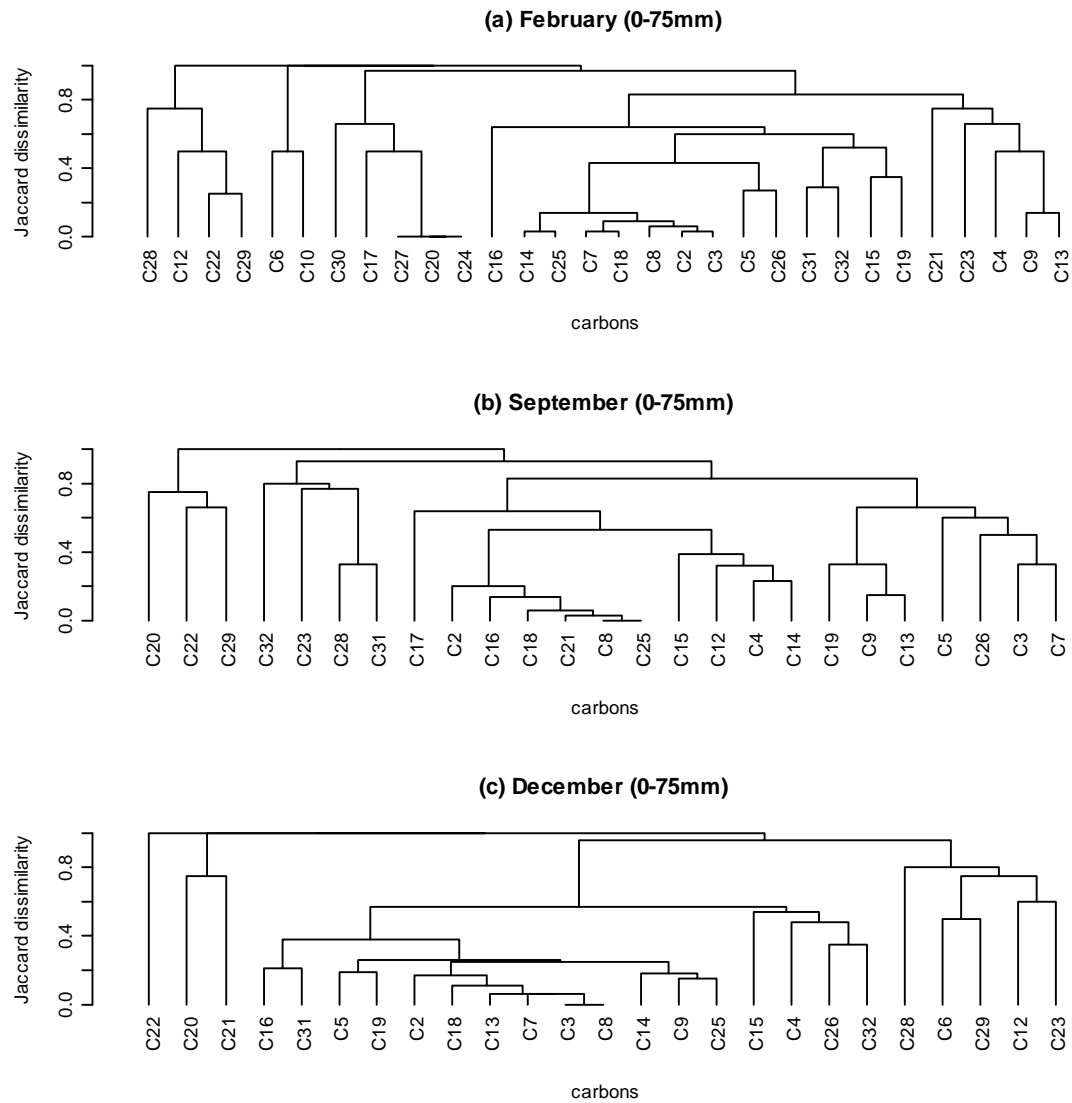 (a) February (0-75mm)
Jaccard dissimilarity
0.8
0.4
0.0
C28 C12 C22 C29 C6 C10 C30 C17 C27 C20 C24 C16 C14 C25 C7 C18 C8 C2 C3 C5 C26 C31 C32 C15 C19 C21 C23 C4 C9 C13
carbons
(b) September (0-75mm)
Jaccard dissimilarity
0.8
0.4
0.0
C20 C22 C29 C32 C23 C28 C31 C17 C2 C16 C18 C21 C8 C25 C15 C12 C4 C14 C19 C9 C13 C5 C26 C3 C7
carbons
(c) December (0-75mm)
Jaccard dissimilarity
0.8
0.4
0.0
C22 C20 C21 C16 C31 C5 C19 C2 C18 C13 C7 C3 C8 C14 C9 C25 C15 C4 C26 C32 C28 C6 C29 C12 C23
carbons